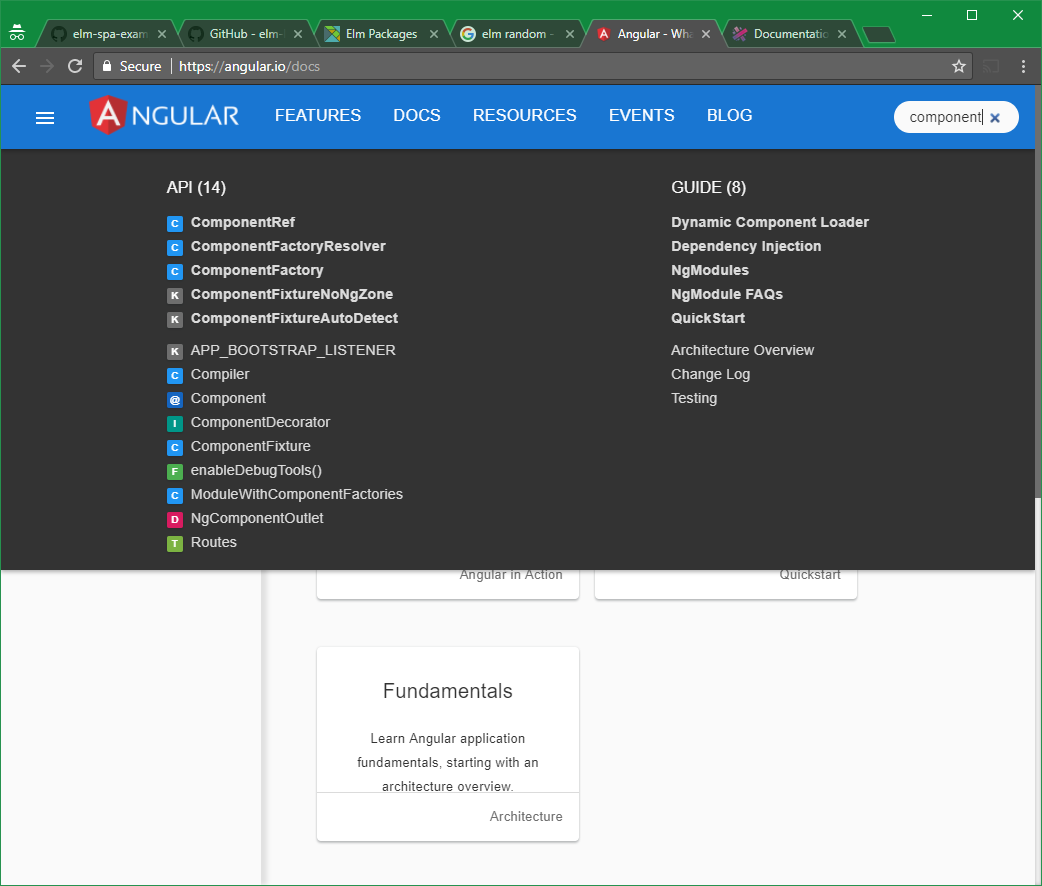 elm-spa-exam
GitHub - elm-
Elm Packages
elm random -
Angular - Wha
Documentatio
Secure
https://angular.io/docs
ANGULAR
FEATURES
DOCS
RESOURCES
EVENTS
BLOG
component
API (14)
C ComponentRef
C ComponentFactoryResolver
C ComponentFactory
K ComponentFixtureNoNgZone
K ComponentFixtureAutoDetect
K APP_BOOTSTRAP_LISTENER
C Compiler
@ Component
I ComponentDecorator
C ComponentFixture
F enableDebugTools()
C ModuleWithComponentFactories
D NgComponentOutlet
T Routes
GUIDE (8)
Dynamic Component Loader
Dependency Injection
NgModules
NgModule FAQs
QuickStart
Architecture Overview
Change Log
Testing
Angular in Action
Quickstart
Fundamentals
Learn Angular application
fundamentals, starting with an
architecture overview.
Architecture